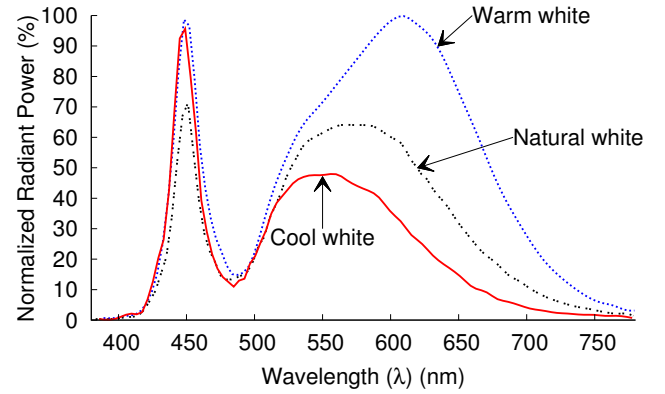 Normalized Radiant Power (%)
100
90
80
70
60
50
40
30
20
10
0
Warm white
Natural white
Cool white
400 450 500 550 600 650 700 750
Wavelength (λ) (nm)